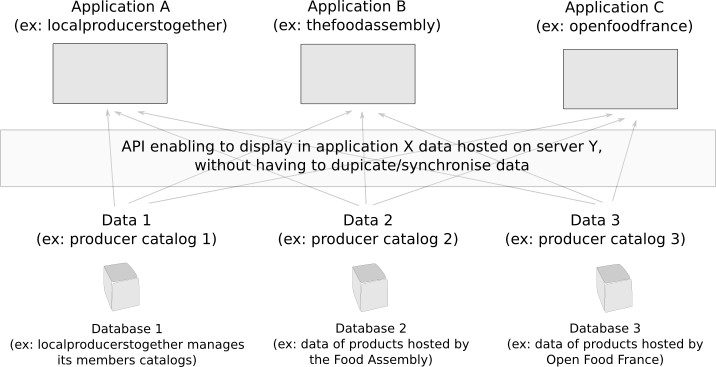 Application A
(ex: localproducerstogether)
Application B
(ex: thefoodassembly)
Application C
(ex: openfoodfrance)
API enabling to display in application X data hosted on server Y,
without having to dupicate/synchronise data
Data 1
(ex: producer catalog 1)
Data 2
(ex: producer catalog 2)
Data 3
(ex: producer catalog 3)
Database 1
(ex: localproducerstogether manages
its members catalogs)
Database 2
(ex: data of products hosted by
the Food Assembly)
Database 3
(ex: data of products hosted by
Open Food France)